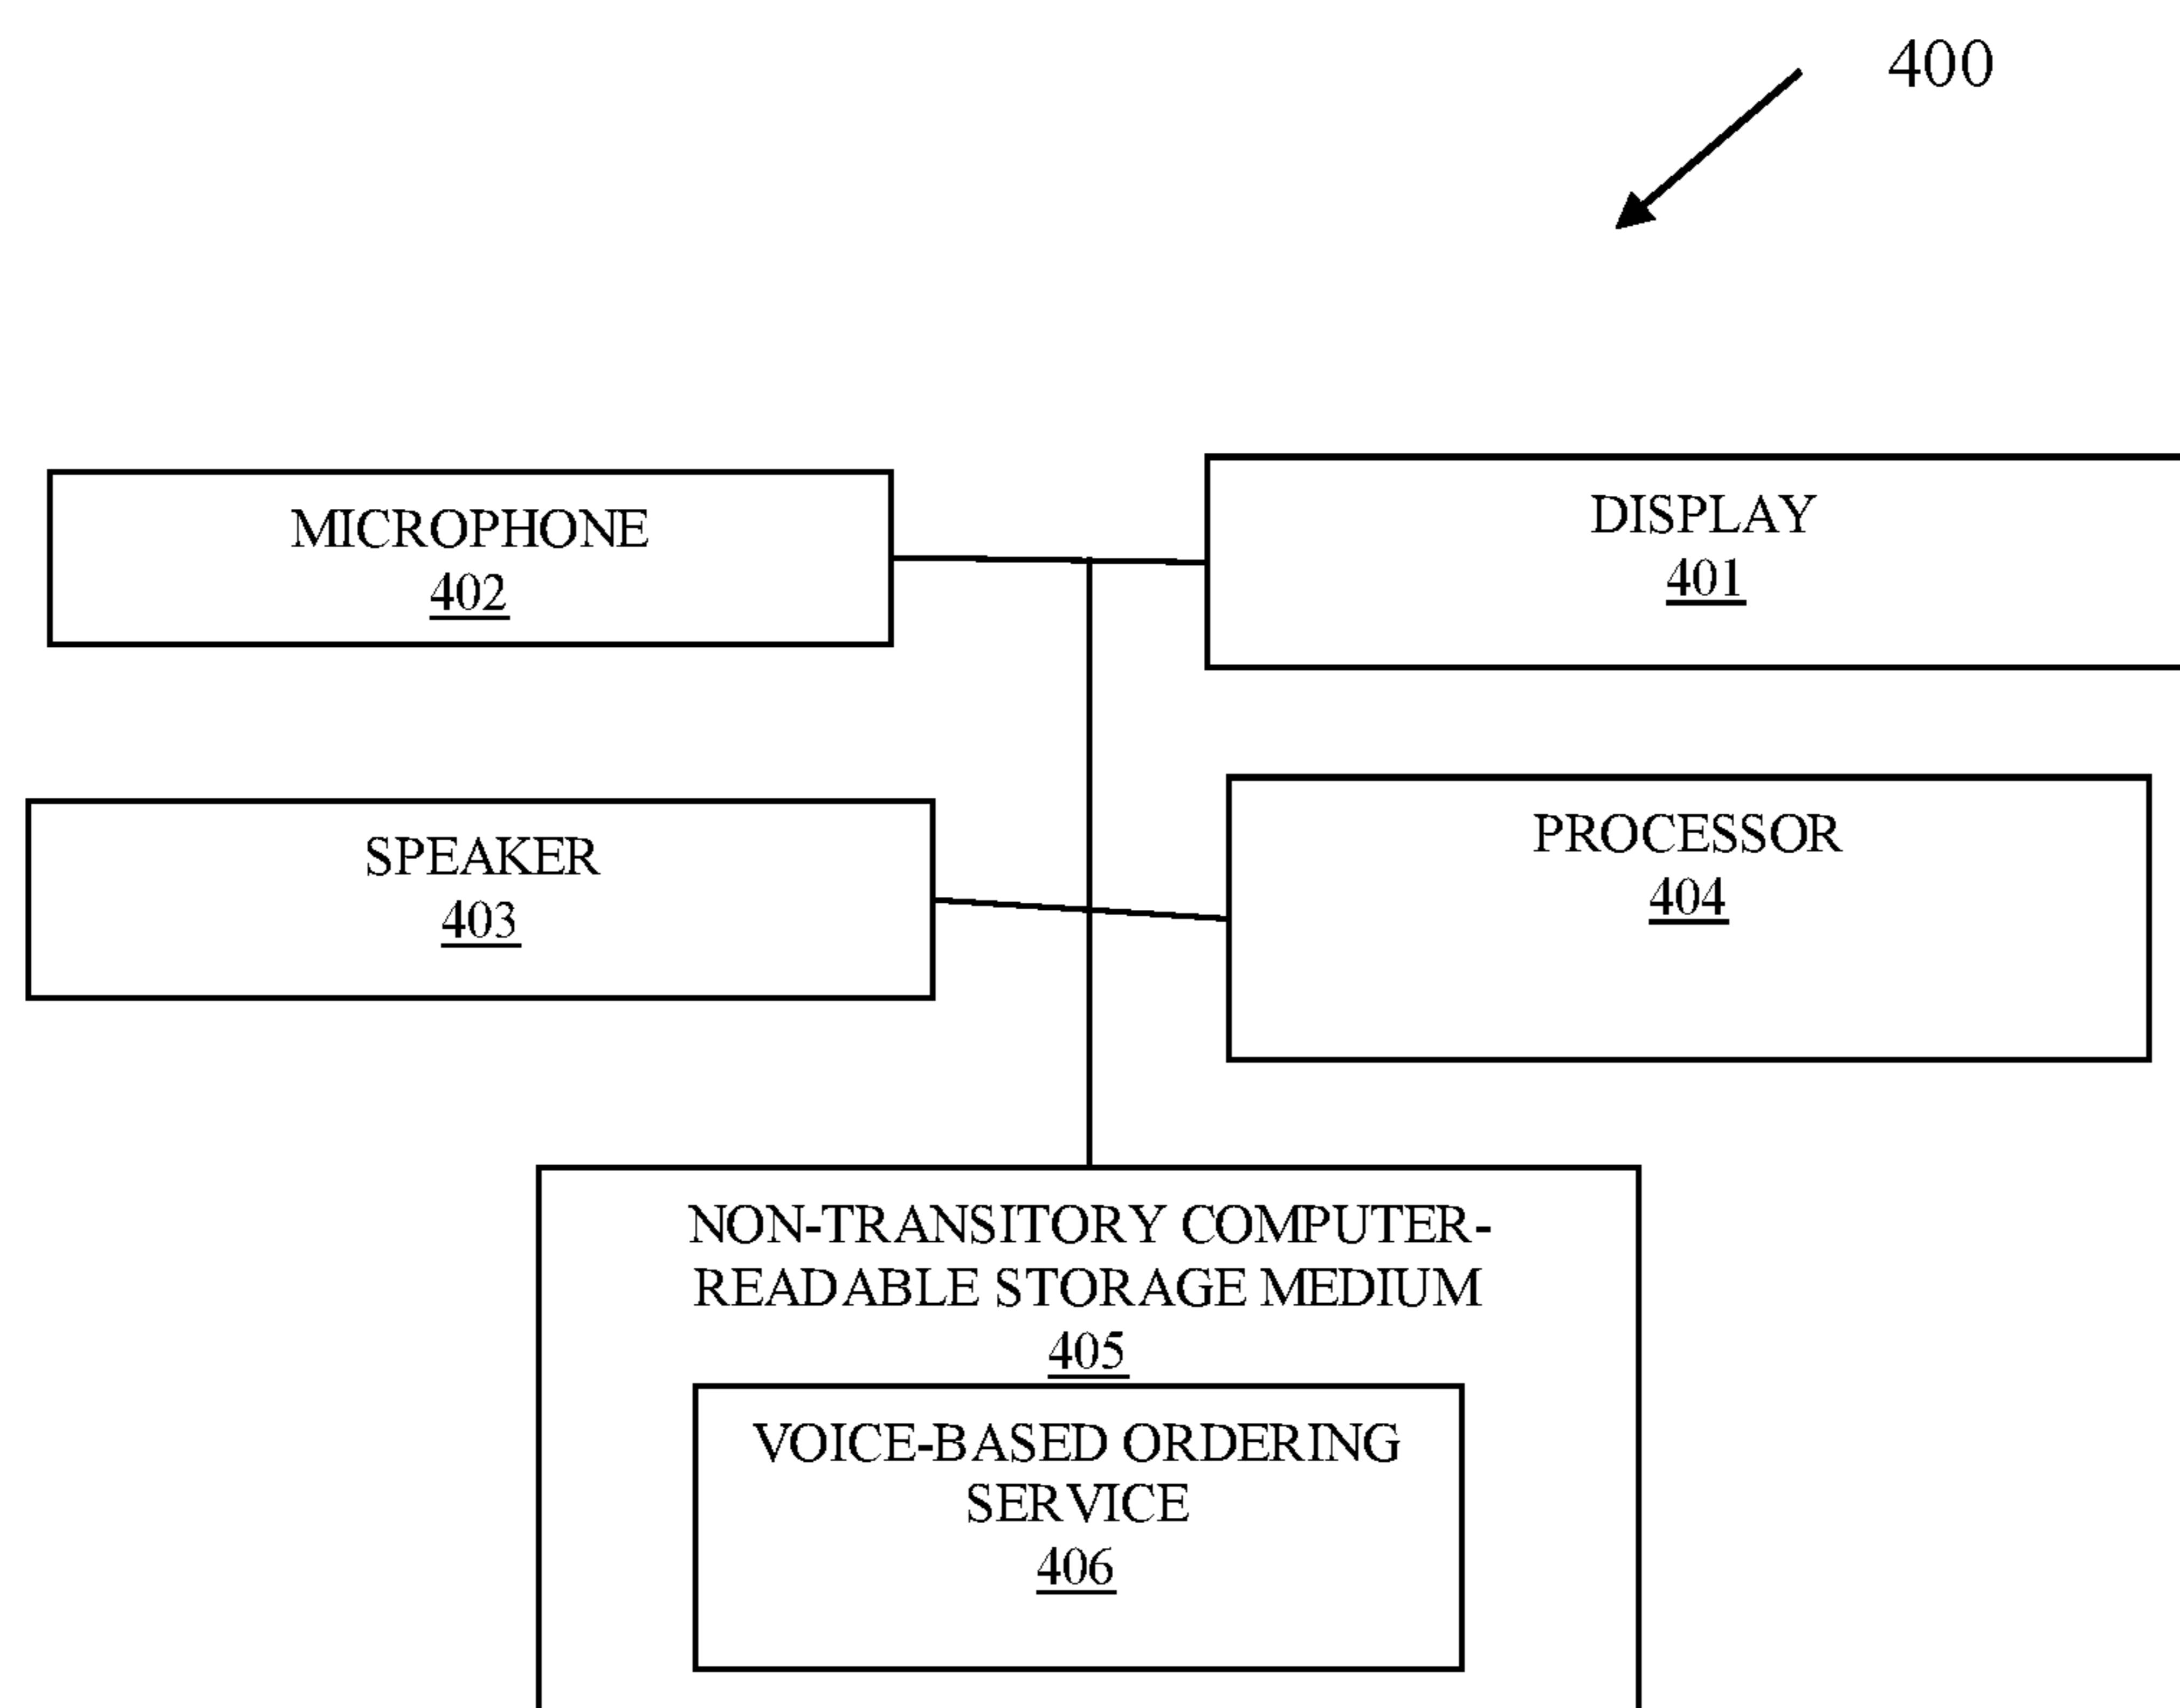 400
MICROPHONE
402
DISPLAY
401
SPEAKER
403
PROCESSOR
404
NON-TRANSITORY COMPUTER-
READABLE STORAGE MEDIUM
405
VOICE-BASED ORDERING
SERVICE
406